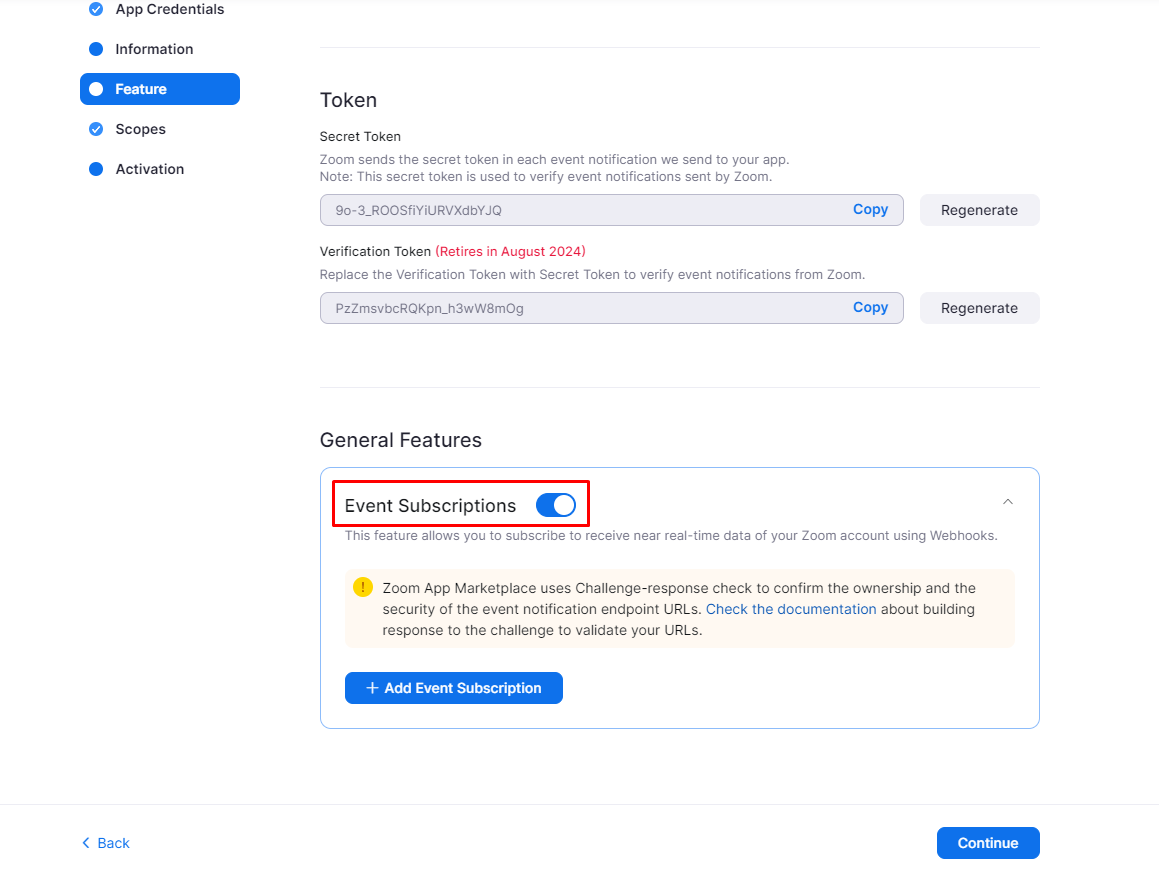 App Credentials
Information
Feature
Scopes
Activation
Token
Secret Token
Zoom sends the secret token in each event notification we send to your app.
Note: This secret token is used to verify event notifications sent by Zoom.
9o-3_ROOSfiYiURVXdbYJQ Copy Regenerate
Verification Token (Retires in August 2024)
Replace the Verification Token with Secret Token to verify event notifications from Zoom.
PzZmsvbcRQKpn_h3wW8mOg Copy Regenerate
General Features
Event Subscriptions
This feature allows you to subscribe to receive near real-time data of your Zoom account using Webhooks.
! Zoom App Marketplace uses Challenge-response check to confirm the ownership and the
security of the event notification endpoint URLs. Check the documentation about building
response to the challenge to validate your URLs.
+ Add Event Subscription
< Back Continue